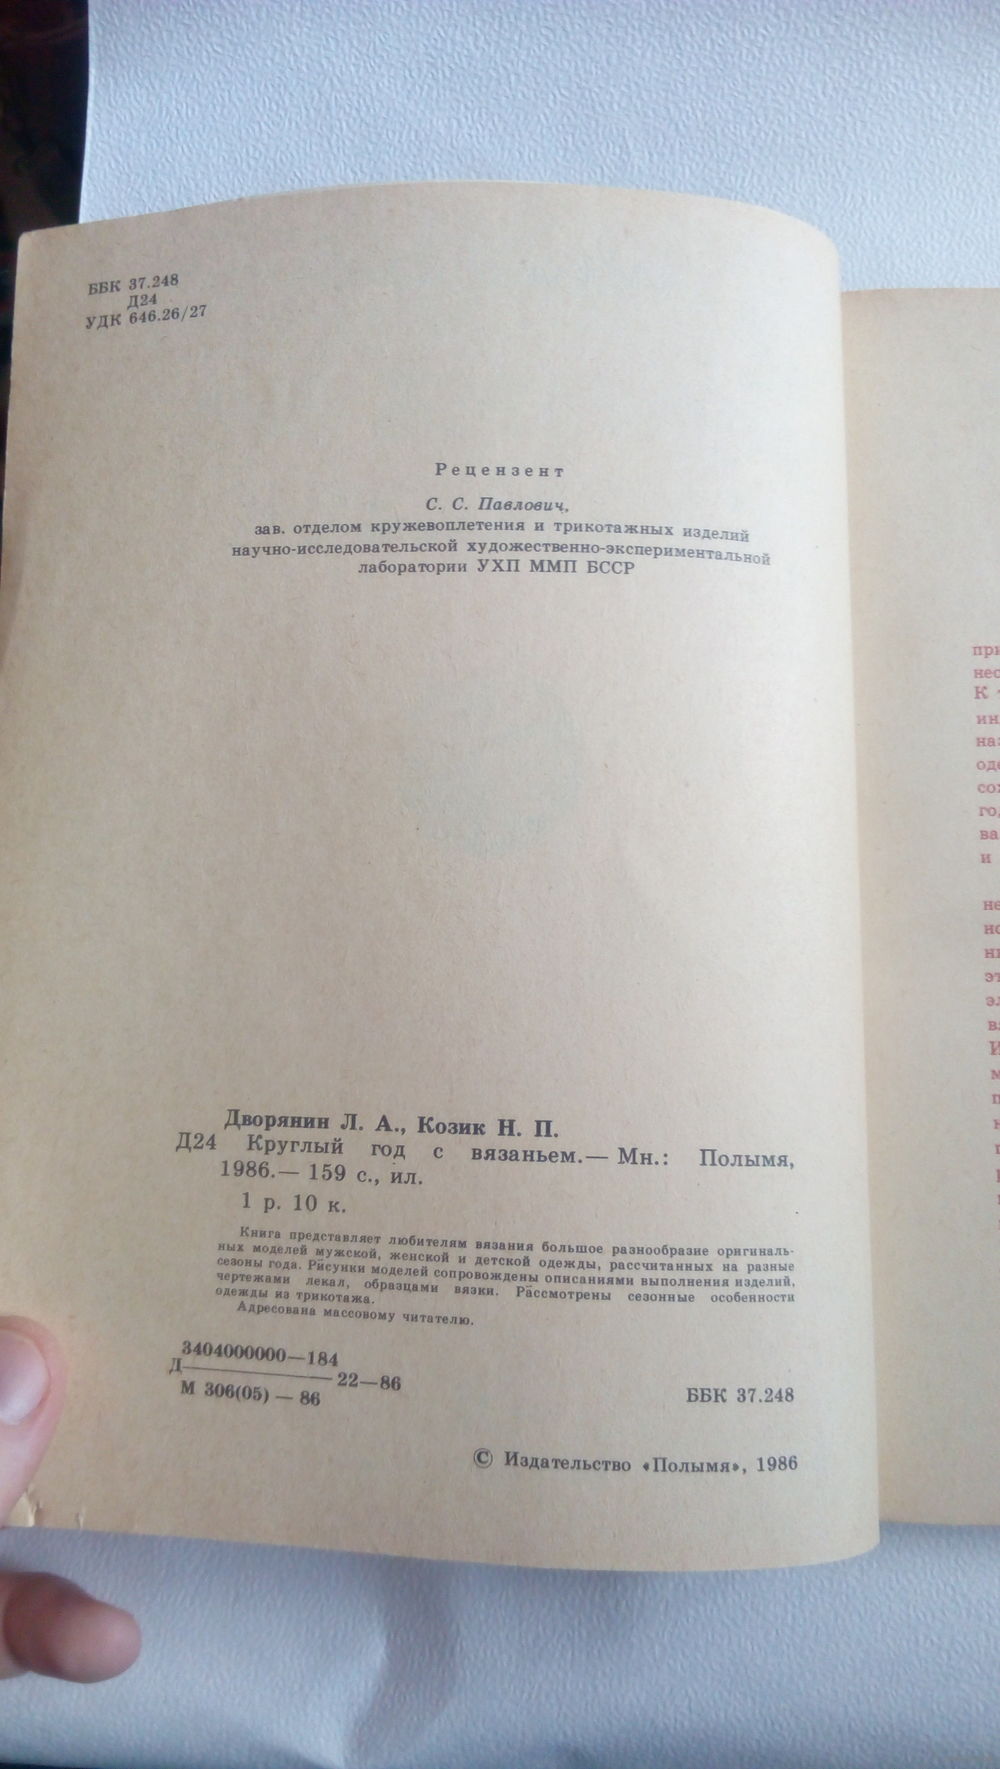 ББК 37.248
Д24
УДК 646.26/27
Рецензент
С. С. Павлович,
зав. отделом кружевоплетения и трикотажных изделий
научно-исследовательской художественно-экспериментальной
лаборатории УХП ММП БССР
Дворянин Л. А., Козик Н. П.
Д24 Круглый год с вязаньем.— Мн.: Полымя,
1986.— 159 с., ил.
1 р. 10 к.
Книга представляет любителям вязания большое разнообразие оригиналь-
ных моделей мужской, женской и детской одежды, рассчитанных на разные
сезоны года. Рисунки моделей сопровождены описаниями выполнения изделий,
чертежами лекал, образцами вязки. Рассмотрены сезонные особенности
одежды из трикотажа.
Адресована массовому читателю.
3404000000—184
Д— 22—86
М 306(05) — 86
ББК 37.248
© Издательство «Полымя», 1986